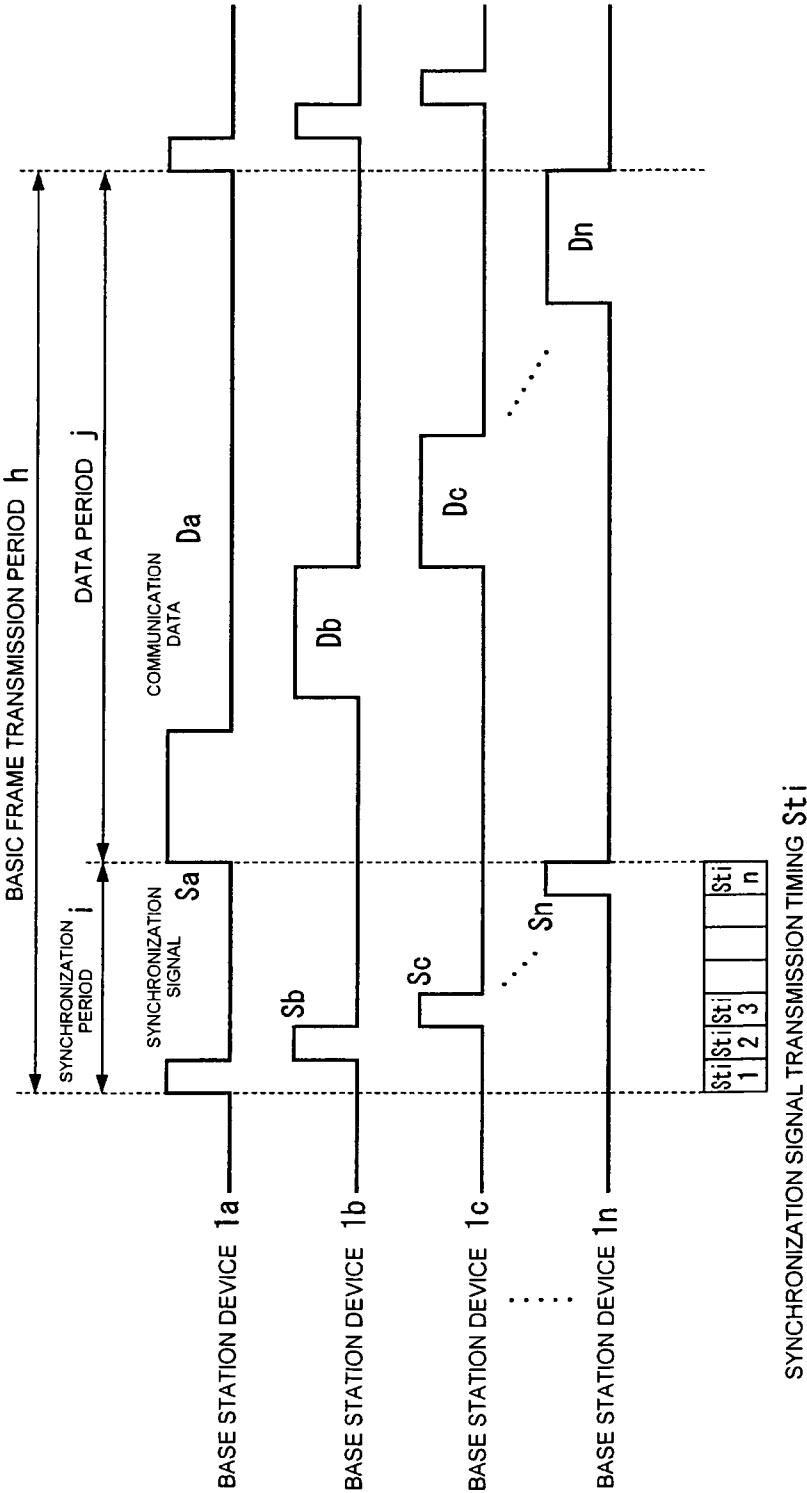 BASIC FRAME TRANSMISSION PERIOD h
SYNCHRONIZATION
PERIOD i
DATA PERIOD j
SYNCHRONIZATION
SIGNAL
Sa
COMMUNICATION
DATA
Da
BASE STATION DEVICE 1a
Sb
Db
BASE STATION DEVICE 1b
Sc
Dc
BASE STATION DEVICE 1c
.....
.....
.....
Sn
Dn
BASE STATION DEVICE 1n
Sti Sti Sti Sti
1 2 3 n
SYNCHRONIZATION SIGNAL TRANSMISSION TIMING Sti